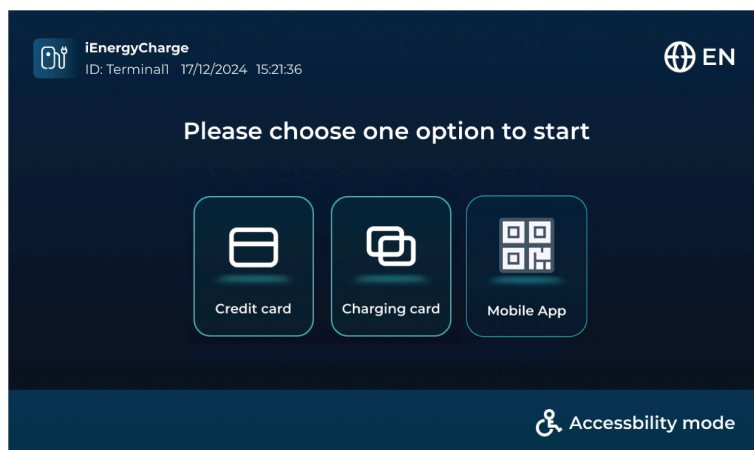 iEnergyCharge
ID: Terminal1 17/12/2024 15:21:36
EN
Please choose one option to start
Credit card
Charging card
Mobile App
Accessbility mode